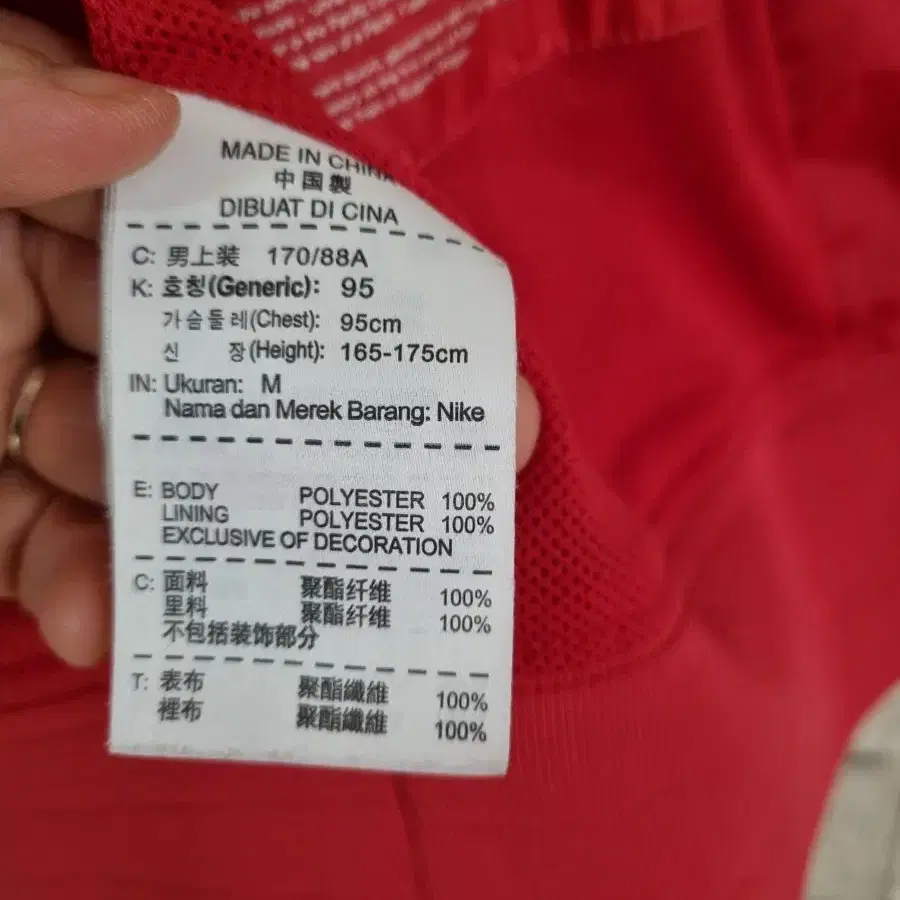 MADE IN CHINA
中国製
DIBUAT DI CINA
C: 男上装 170/88A
K: 호칭(Generic): 95
가슴둘레(Chest): 95cm
신 장(Height): 165-175cm
IN: Ukuran: M
Nama dan Merek Barang: Nike
E: BODY POLYESTER 100%
LINING POLYESTER 100%
EXCLUSIVE OF DECORATION
C: 面料 聚酯纤维 100%
里料 聚酯纤维 100%
不包括装饰部分
T: 表布 聚酯纖維 100%
裡布 聚酯纖維 100%